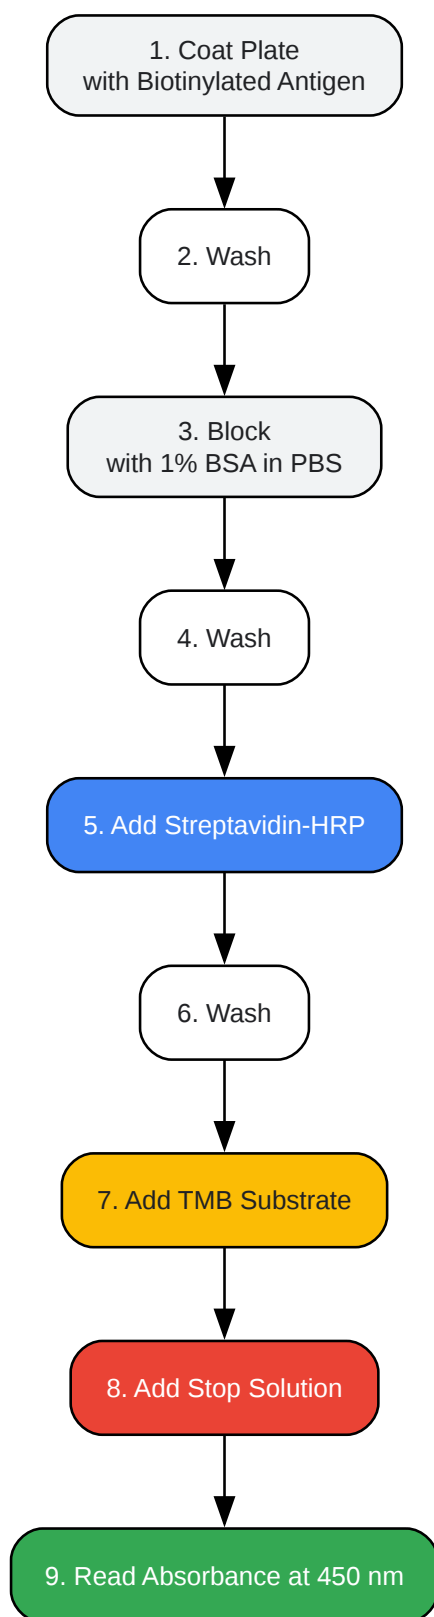 1. Coat Plate
with Biotinylated Antigen
2. Wash
3. Block
with 1% BSA in PBS
4. Wash
5. Add Streptavidin-HRP
6. Wash
7. Add TMB Substrate
8. Add Stop Solution
9. Read Absorbance at 450 nm